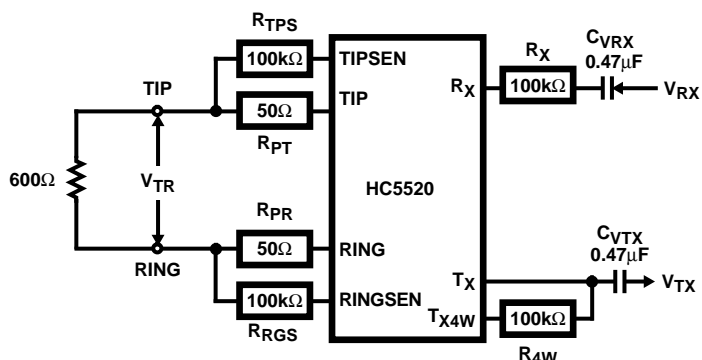 RTPS
100kΩ
TIPSEN
TIP
50Ω
TIP
RPT
600Ω
VTR
HC5520
RX
RX
100kΩ
CVRX
0.47μF
VRX
RPR
50Ω
RING
RING
100kΩ
RINGSEN
RRGS
TX
TX4W
100kΩ
R4W
CVTX
0.47μF
VTX